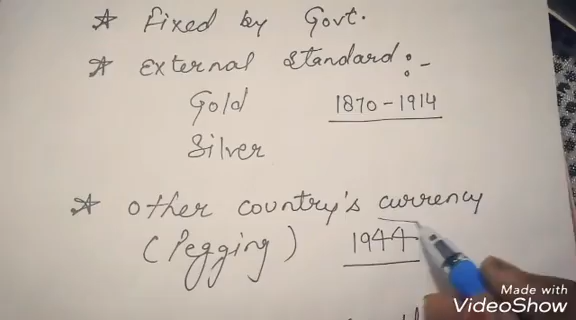 ☆ Fixed by Govt.
☆ External Standard :-
Gold 1870-1914
Silver
☆ Other country's currency
(Pegging) 1944
Made with
VideoShow